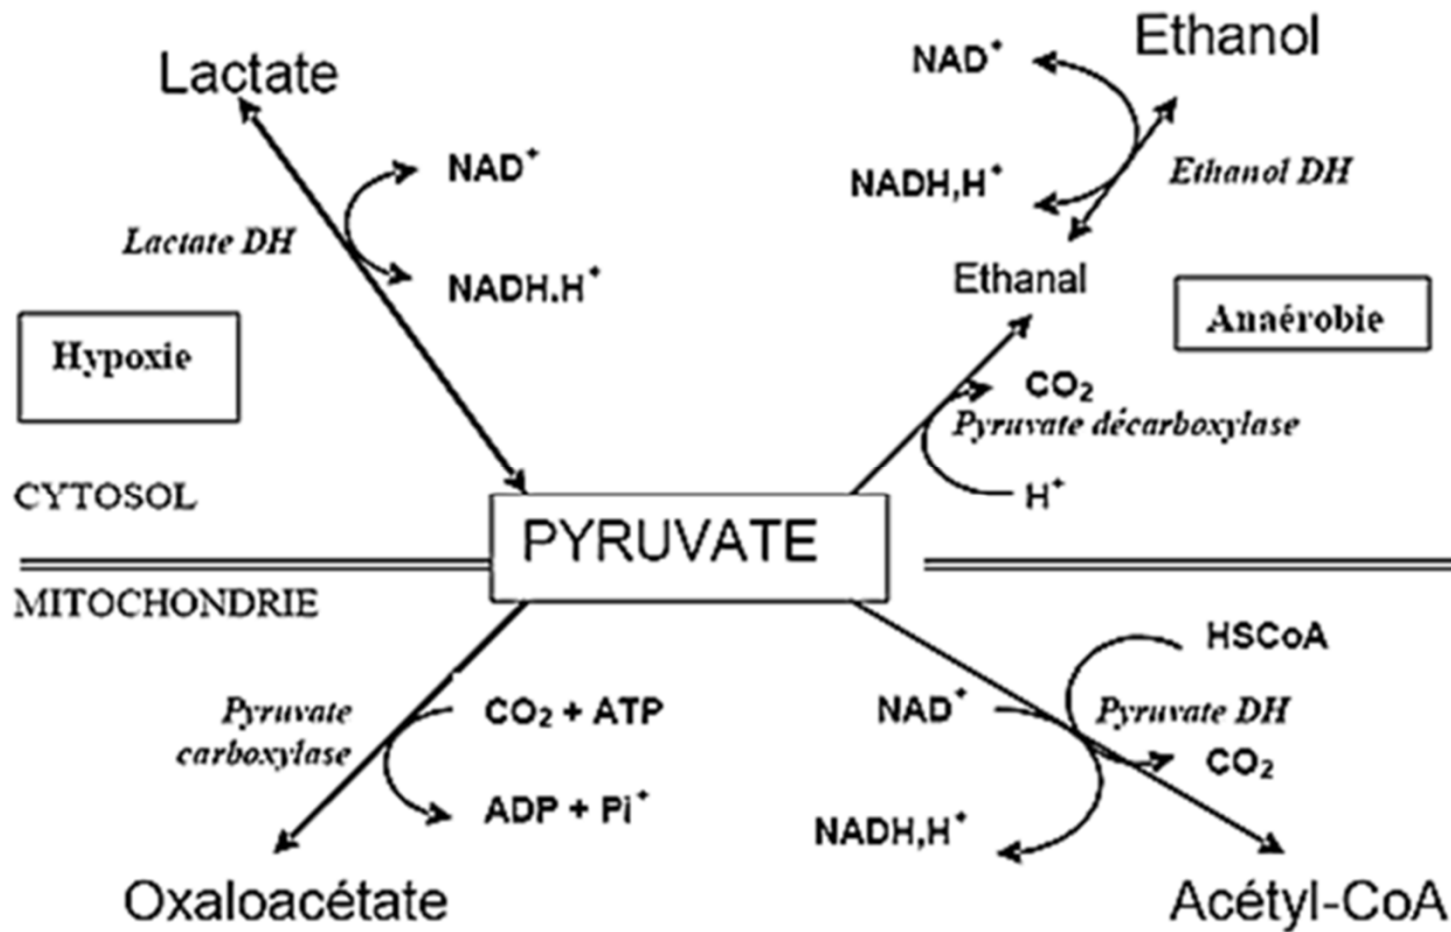 Lactate
NAD⁺
Lactate DH
NADH.H⁺
Hypoxie
CYTOSOL
Ethanol
NAD⁺
NADH,H⁺
Ethanol DH
Ethanal
Anaérobie
CO₂
Pyruvate décarboxylase
H⁺
PYRUVATE
MITOCHONDRIE
Pyruvate
carboxylase
CO₂ + ATP
ADP + Pi⁺
Oxaloacétate
HSCoA
NAD⁺
Pyruvate DH
CO₂
NADH,H⁺
Acétyl-CoA